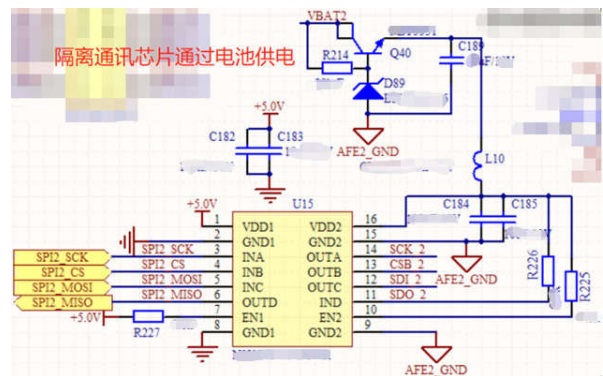 VBAT2
隔离通讯芯片通过电池供电
R214
Q40
C189
D89
+5.0V
AFE2_GND
C182
C183
L10
+5.0V
U15
C184
C185
1
VDD1
VDD2
16
2
GND1
GND2
15
SPI2_SCK
SPI2_SCK
3
INA
OUTA
14
SCK_2
SPI2_CS
SPI2_CS
4
INB
OUTB
13
CSB_2
AFE2_GND
SPI2_MOSI
SPI2_MOSI
5
INC
OUTC
12
SDI_2
SPI2_MISO
SPI2_MISO
6
OUTD
IND
11
SDO_2
R226
R225
+5.0V
7
EN1
EN2
10
R227
8
GND1
GND2
9
AFE2_GND